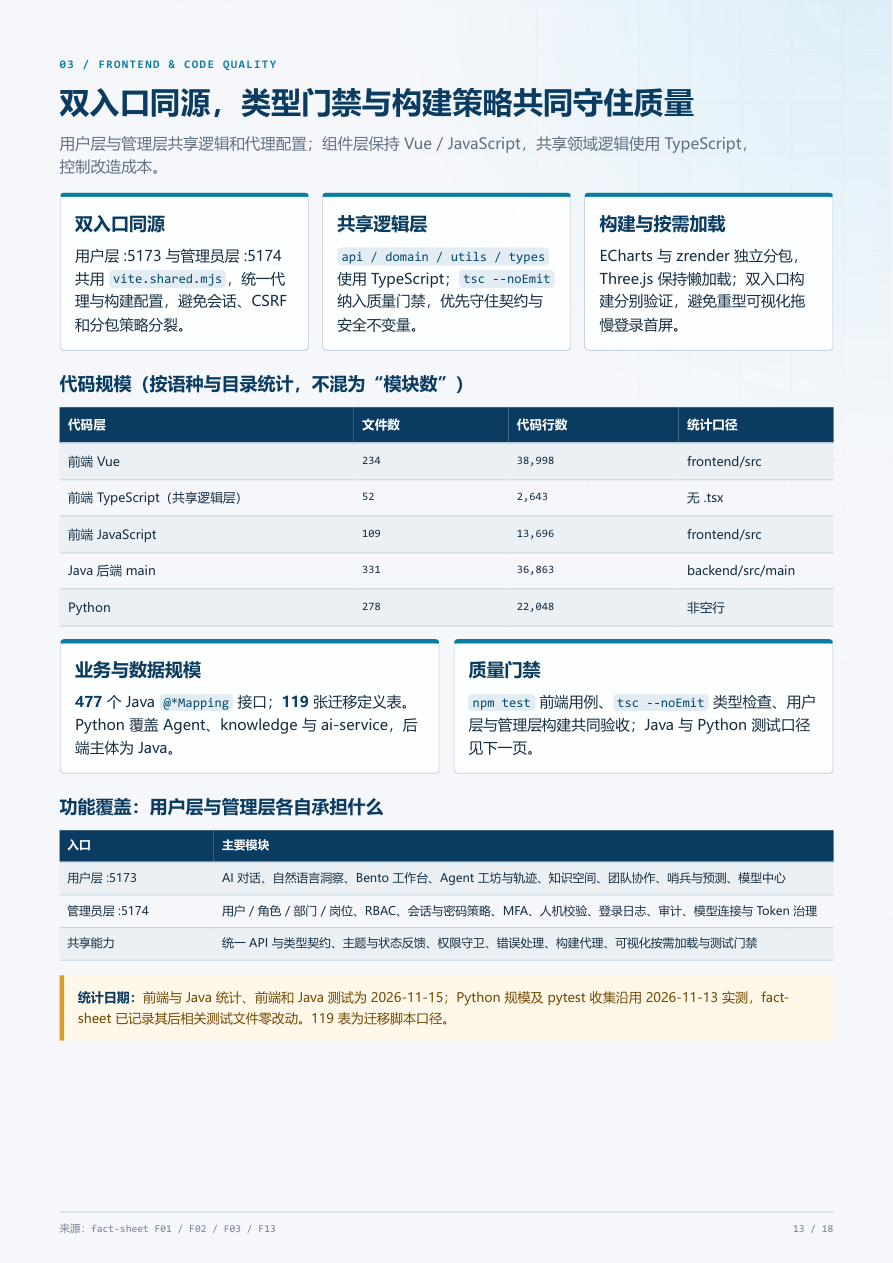 03 / FRONTEND & CODE QUALITY
双入口同源，类型门禁与构建策略共同守住质量
用户层与管理层共享逻辑和代理配置；组件层保持 Vue / JavaScript，共享领域逻辑使用 TypeScript，
控制改造成本。
双入口同源
用户层 :5173 与管理员层 :5174
共用 vite.shared.mjs，统一代
理与构建配置，避免会话、CSRF
和分包策略分裂。
共享逻辑层
api / domain / utils / types
使用 TypeScript；tsc --noEmit
纳入质量门禁，优先守住契约与
安全不变量。
构建与按需加载
ECharts 与 zrender 独立分包，
Three.js 保持懒加载；双入口构
建分别验证，避免重型可视化拖
慢登录首屏。
代码规模（按语种与目录统计，不混为“模块数”）
代码层 文件数 代码行数 统计口径
前端 Vue 234 38,998 frontend/src
前端 TypeScript（共享逻辑层） 52 2,643 无 .tsx
前端 JavaScript 109 13,696 frontend/src
Java 后端 main 331 36,863 backend/src/main
Python 278 22,048 非空行
业务与数据规模
477 个 Java @*Mapping 接口；119 张迁移定义表。
Python 覆盖 Agent、knowledge 与 ai-service，后
端主体为 Java。
质量门禁
npm test 前端用例、tsc --noEmit 类型检查、用户
层与管理层构建共同验收；Java 与 Python 测试口径
见下一页。
功能覆盖：用户层与管理层各自承担什么
入口 主要模块
用户层 :5173 AI 对话、自然语言洞察、Bento 工作台、Agent 工坊与轨迹、知识空间、团队协作、哨兵与预测、模型中心
管理员层 :5174 用户 / 角色 / 部门 / 岗位、RBAC、会话与密码策略、MFA、人机校验、登录日志、审计、模型连接与 Token 治理
共享能力 统一 API 与类型契约、主题与状态反馈、权限守卫、错误处理、构建代理、可视化按需加载与测试门禁
统计日期：前端与 Java 统计、前端和 Java 测试为 2026-11-15；Python 规模及 pytest 收集沿用 2026-11-13 实测，fact-
sheet 已记录其后相关测试文件零改动。119 表为迁移脚本口径。
来源：fact-sheet F01 / F02 / F03 / F13
13 / 18